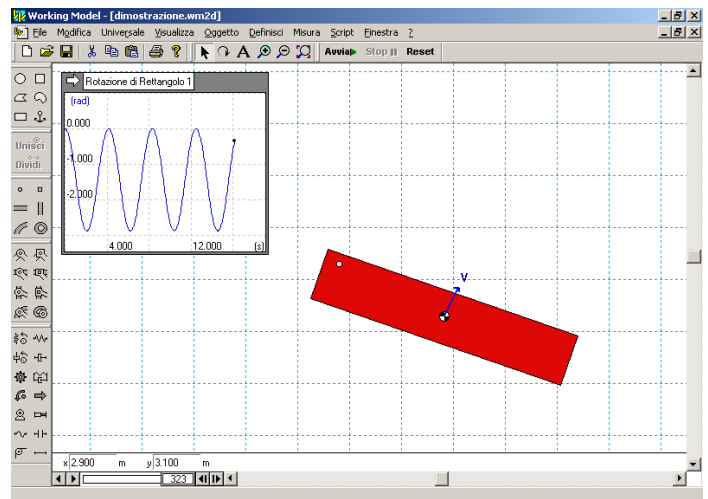 Working Model - [dimostrazione.wm2d]
File Modifica Universale Visualizza Oggetto Definisci Misura Script Finestra ?
A Avvia Stop Reset
Rotazione di Rettangolo 1
(rad)
0.000
-1.000
-2.000
4.000 12.000 (s)
Unisci
Dividi
V
x 2.900 m y 3.100 m
323